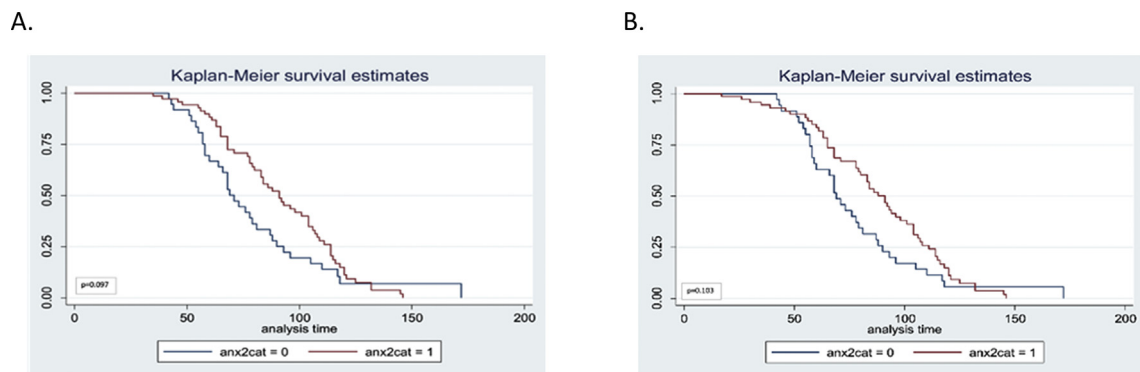 A.
Kaplan-Meier survival estimates
1.00
0.75
0.50
0.25
0.00
p=0.097
0 50 100 150 200
analysis time
anx2cat = 0 anx2cat = 1
B.
Kaplan-Meier survival estimates
1.00
0.75
0.50
0.25
0.00
p=0.103
0 50 100 150 200
analysis time
anx2cat = 0 anx2cat = 1